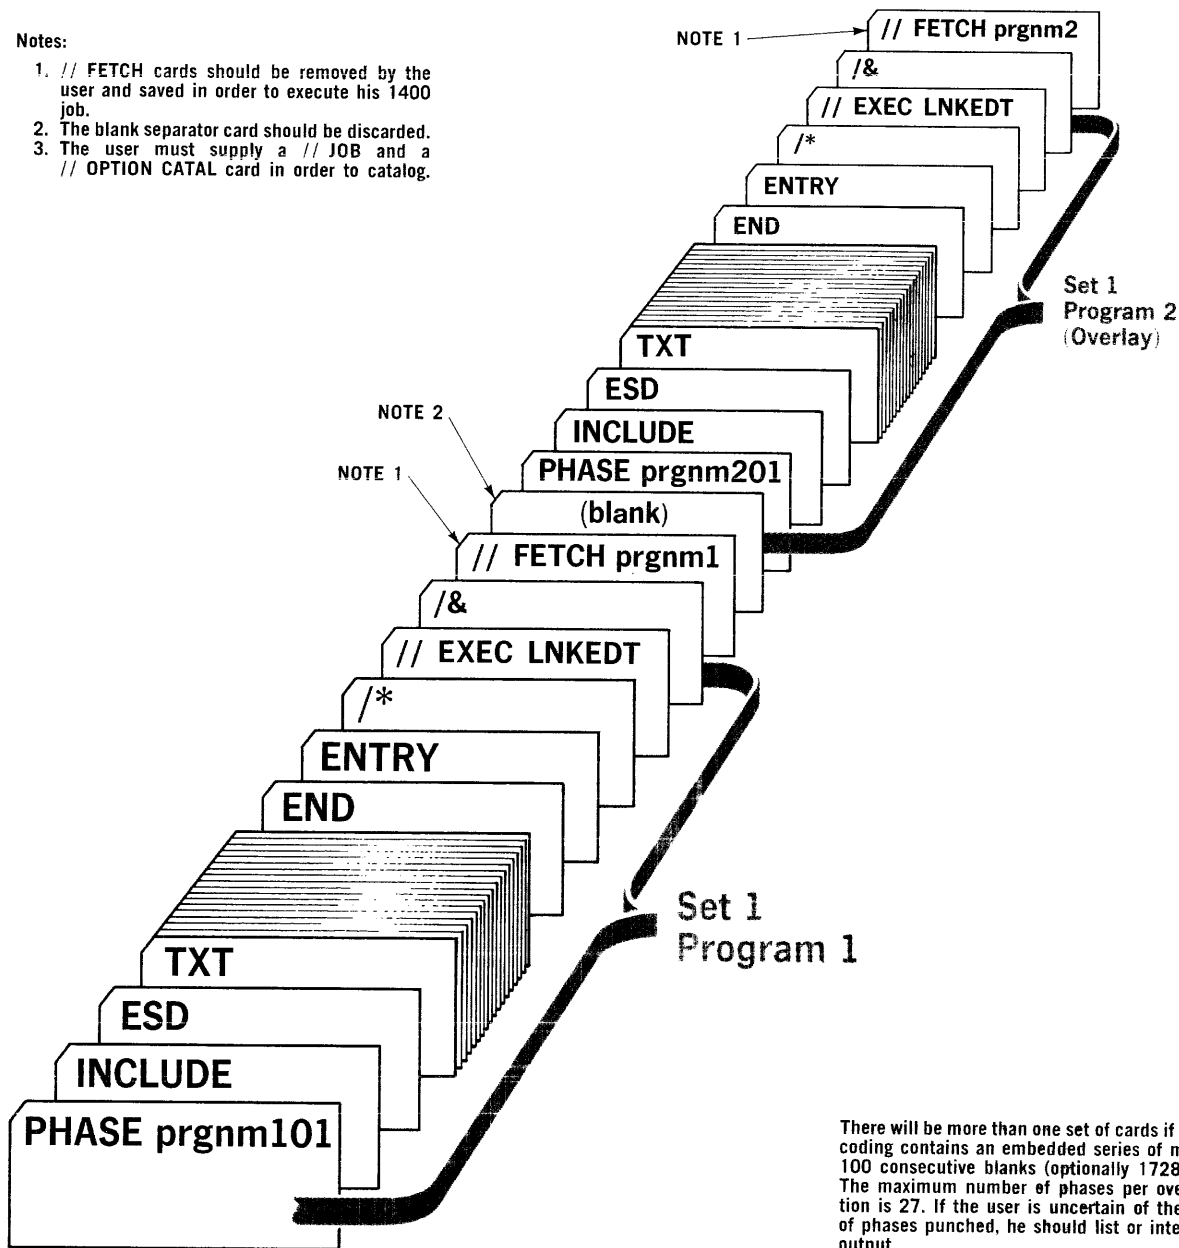 Notes:
1. // FETCH cards should be removed by the
user and saved in order to execute his 1400
job.
2. The blank separator card should be discarded.
3. The user must supply a // JOB and a
// OPTION CATAL card in order to catalog.
NOTE 1
// FETCH prgnm2
/&
// EXEC LNKEDT
/*
ENTRY
END
TXT
ESD
INCLUDE
PHASE prgnm201
Set 1
Program 2
(Overlay)
NOTE 2
NOTE 1
(blank)
// FETCH prgnm1
/&
// EXEC LNKEDT
/*
ENTRY
END
TXT
ESD
INCLUDE
PHASE prgnm101
Set 1
Program 1
There will be more than one set of cards if
coding contains an embedded series of
100 consecutive blanks (optionally 1728
The maximum number of phases per
tion is 27. If the user is uncertain of the
of phases punched, he should list or
output